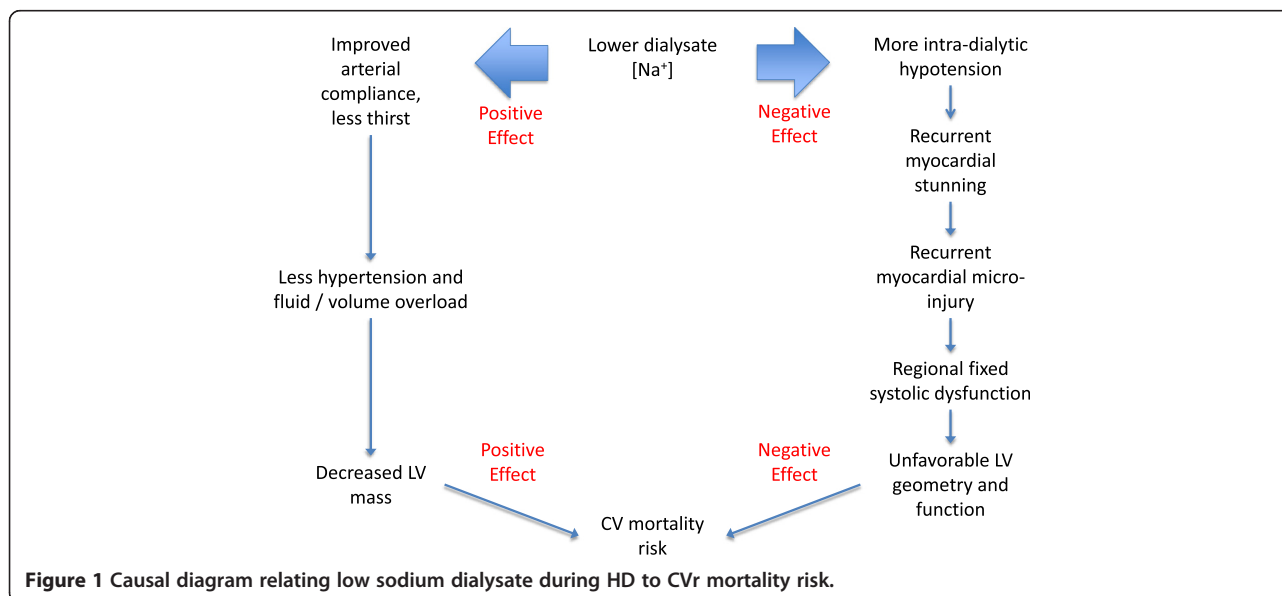 Improved
arterial
compliance,
less thirst
Lower dialysate
[Na⁺]
More intra-dialytic
hypotension
Positive
Effect
Negative
Effect
Recurrent
myocardial
stunning
Less hypertension and
fluid / volume overload
Recurrent
myocardial micro-
injury
Regional fixed
systolic dysfunction
Decreased LV
mass
Positive
Effect
Negative
Effect
Unfavorable LV
geometry and
function
CV mortality
risk
Figure 1 Causal diagram relating low sodium dialysate during HD to CVr mortality risk.